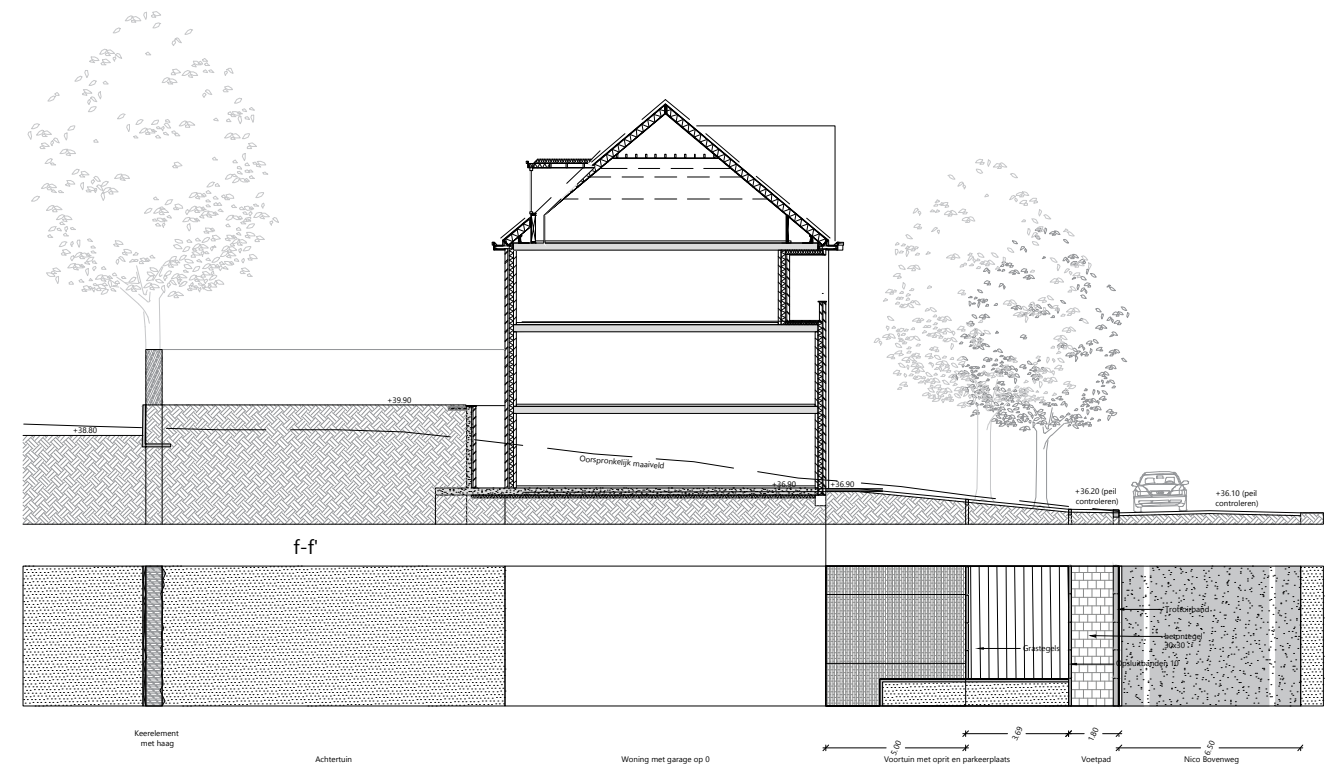 +39.90
+38.80
Oorspronkelijk maaiveld
+36.90
+36.90
+36.20 (peil
controleren)
+36.10 (peil
controleren)
f-f'
Trottoirband
betontegel
30x30
Grastegels
Opsluitbanden 10
Keerelement
met haag
3.69
1.80
5.00
6.50
Achtertuin
Woning met garage op 0
Voortuin met oprit en parkeerplaats
Voetpad
Nico Bovenweg